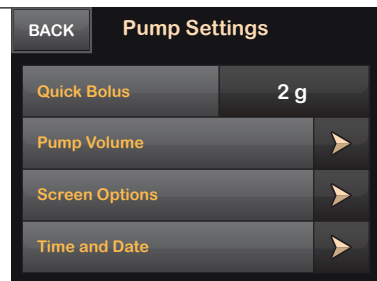 BACK Pump Settings
Quick Bolus 2 g
Pump Volume
Screen Options
Time and Date